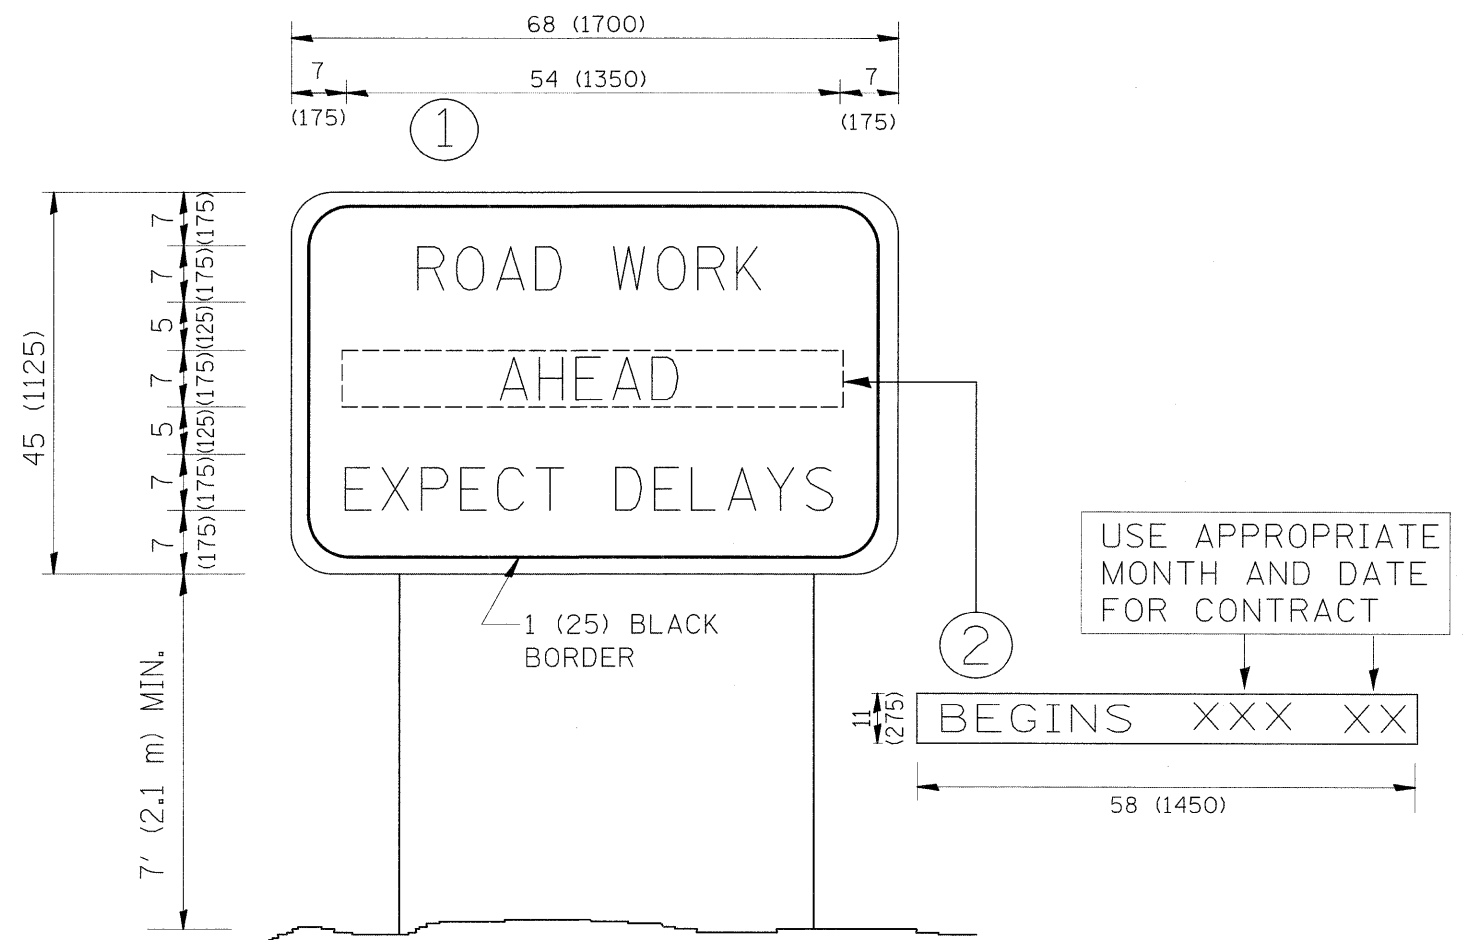 68 (1700)
7
54 (1350)
7
(175)
(175)
1
45 (1125)
7
(175)
7
(175)
5
(125)
7
(175)
5
(125)
7
(175)
7
(175)
7' (2.1 m) MIN.
ROAD WORK
AHEAD
EXPECT DELAYS
1 (25) BLACK
BORDER
2
USE APPROPRIATE
MONTH AND DATE
FOR CONTRACT
11
(275)
BEGINS XXX XX
58 (1450)